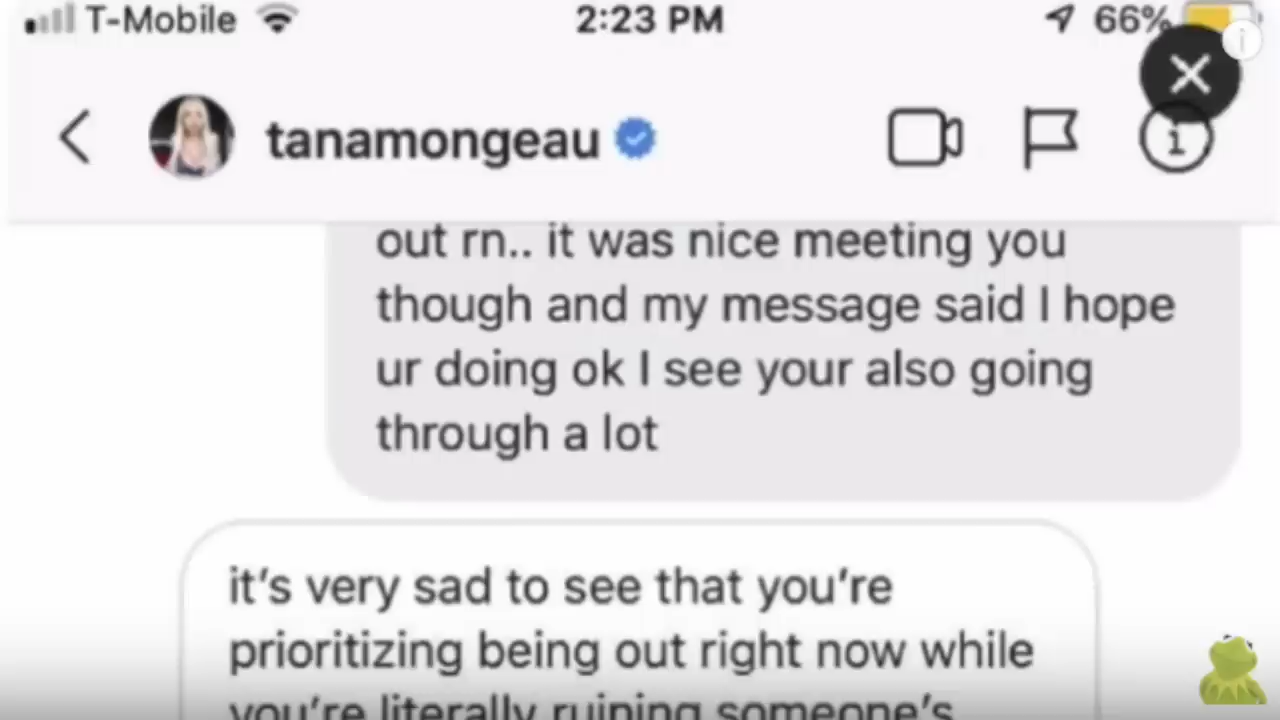 T-Mobile 2:23 PM 66%
tanamongeau
out rn.. it was nice meeting you
though and my message said I hope
ur doing ok I see your also going
through a lot
it's very sad to see that you're
prioritizing being out right now while
you're literally ruining someone's